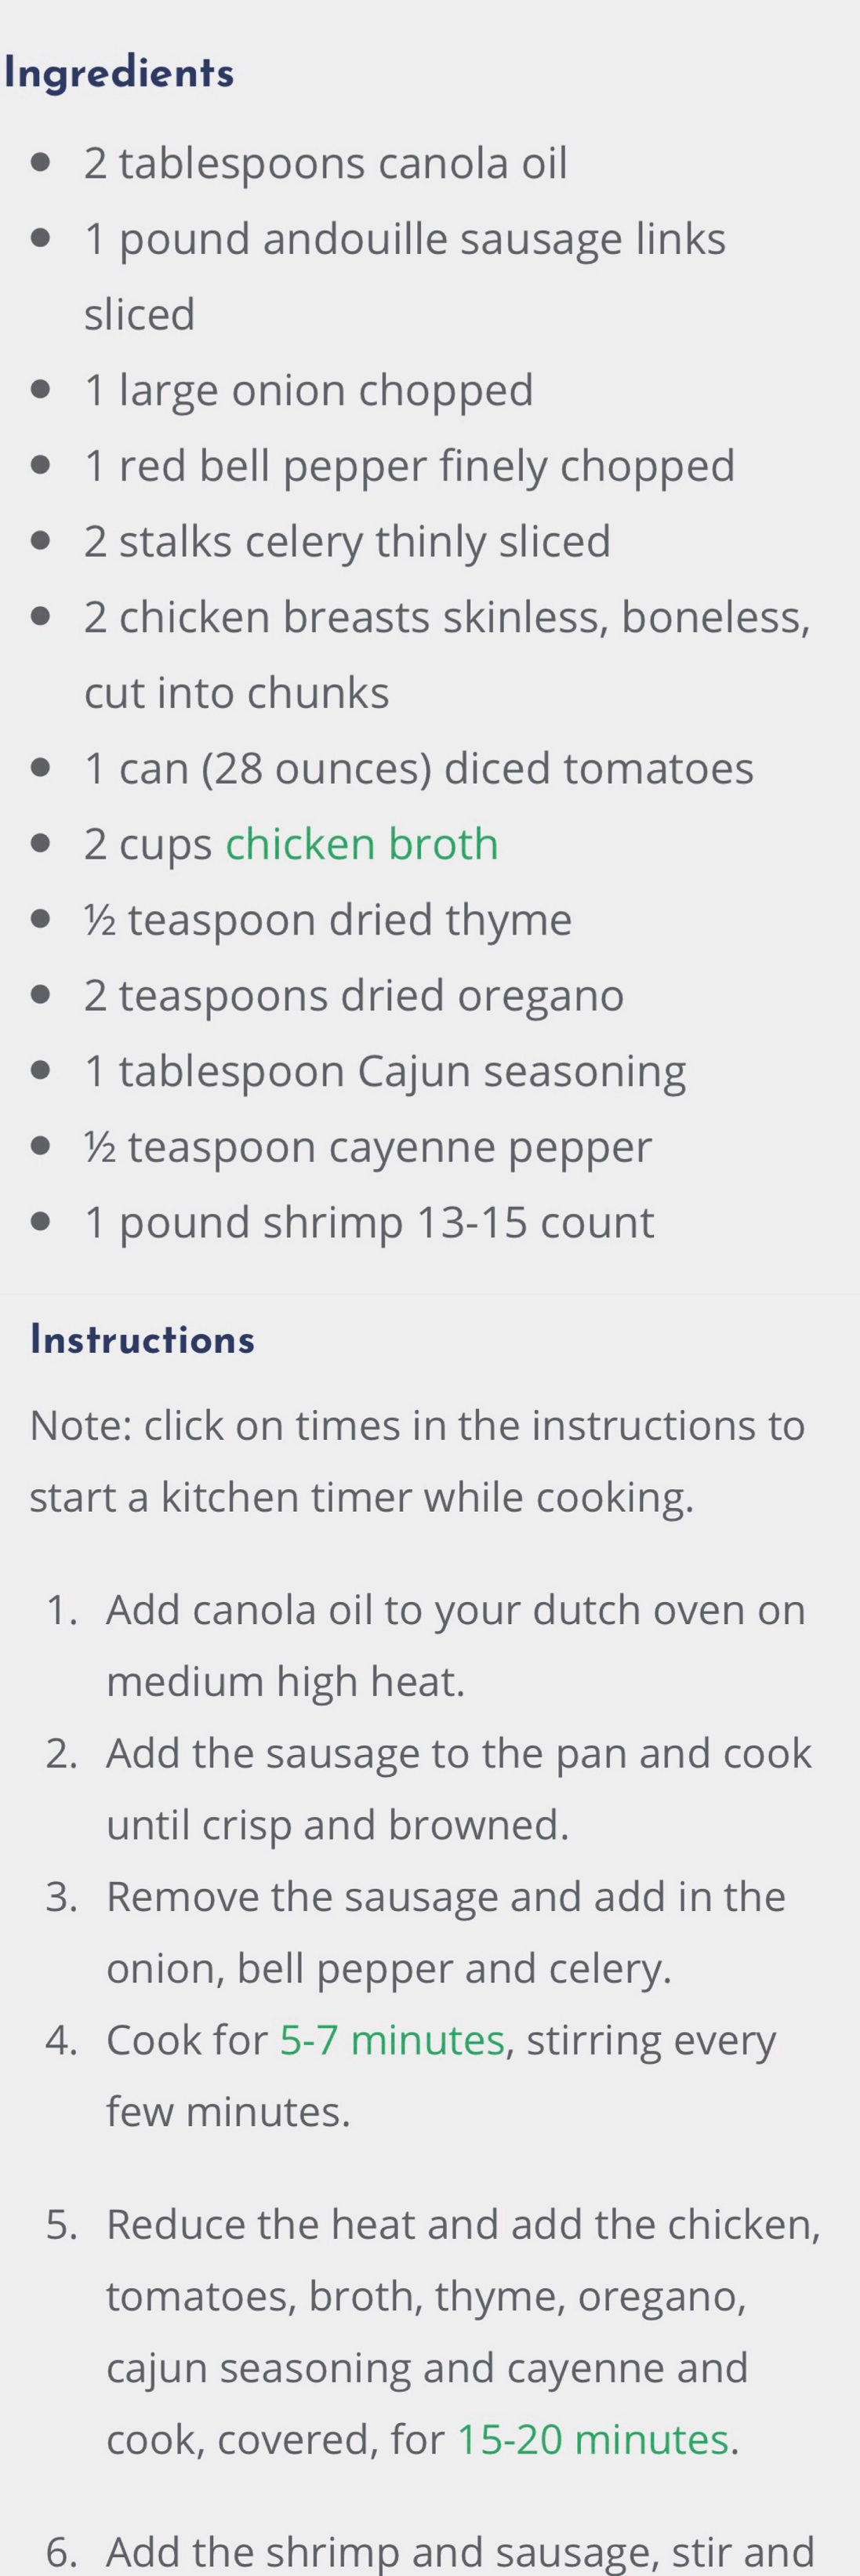 Ingredients
• 2 tablespoons canola oil
• 1 pound andouille sausage links
sliced
• 1 large onion chopped
• 1 red bell pepper finely chopped
• 2 stalks celery thinly sliced
• 2 chicken breasts skinless, boneless,
cut into chunks
• 1 can (28 ounces) diced tomatoes
• 2 cups chicken broth
• ½ teaspoon dried thyme
• 2 teaspoons dried oregano
• 1 tablespoon Cajun seasoning
• ½ teaspoon cayenne pepper
• 1 pound shrimp 13-15 count
Instructions
Note: click on times in the instructions to
start a kitchen timer while cooking.
1. Add canola oil to your dutch oven on
medium high heat.
2. Add the sausage to the pan and cook
until crisp and browned.
3. Remove the sausage and add in the
onion, bell pepper and celery.
4. Cook for 5-7 minutes, stirring every
few minutes.
5. Reduce the heat and add the chicken,
tomatoes, broth, thyme, oregano,
cajun seasoning and cayenne and
cook, covered, for 15-20 minutes.
6. Add the shrimp and sausage, stir and